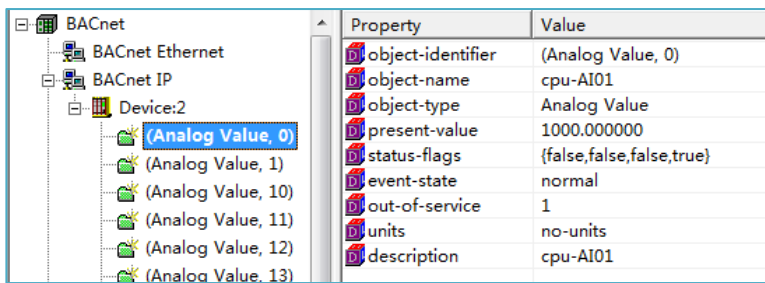 BACnet
BACnet Ethernet
BACnet IP
Device:2
(Analog Value, 0)
(Analog Value, 1)
(Analog Value, 10)
(Analog Value, 11)
(Analog Value, 12)
(Analog Value, 13)
Property Value
object-identifier (Analog Value, 0)
object-name cpu-AI01
object-type Analog Value
present-value 1000.000000
status-flags {false,false,false,true}
event-state normal
out-of-service 1
units no-units
description cpu-AI01